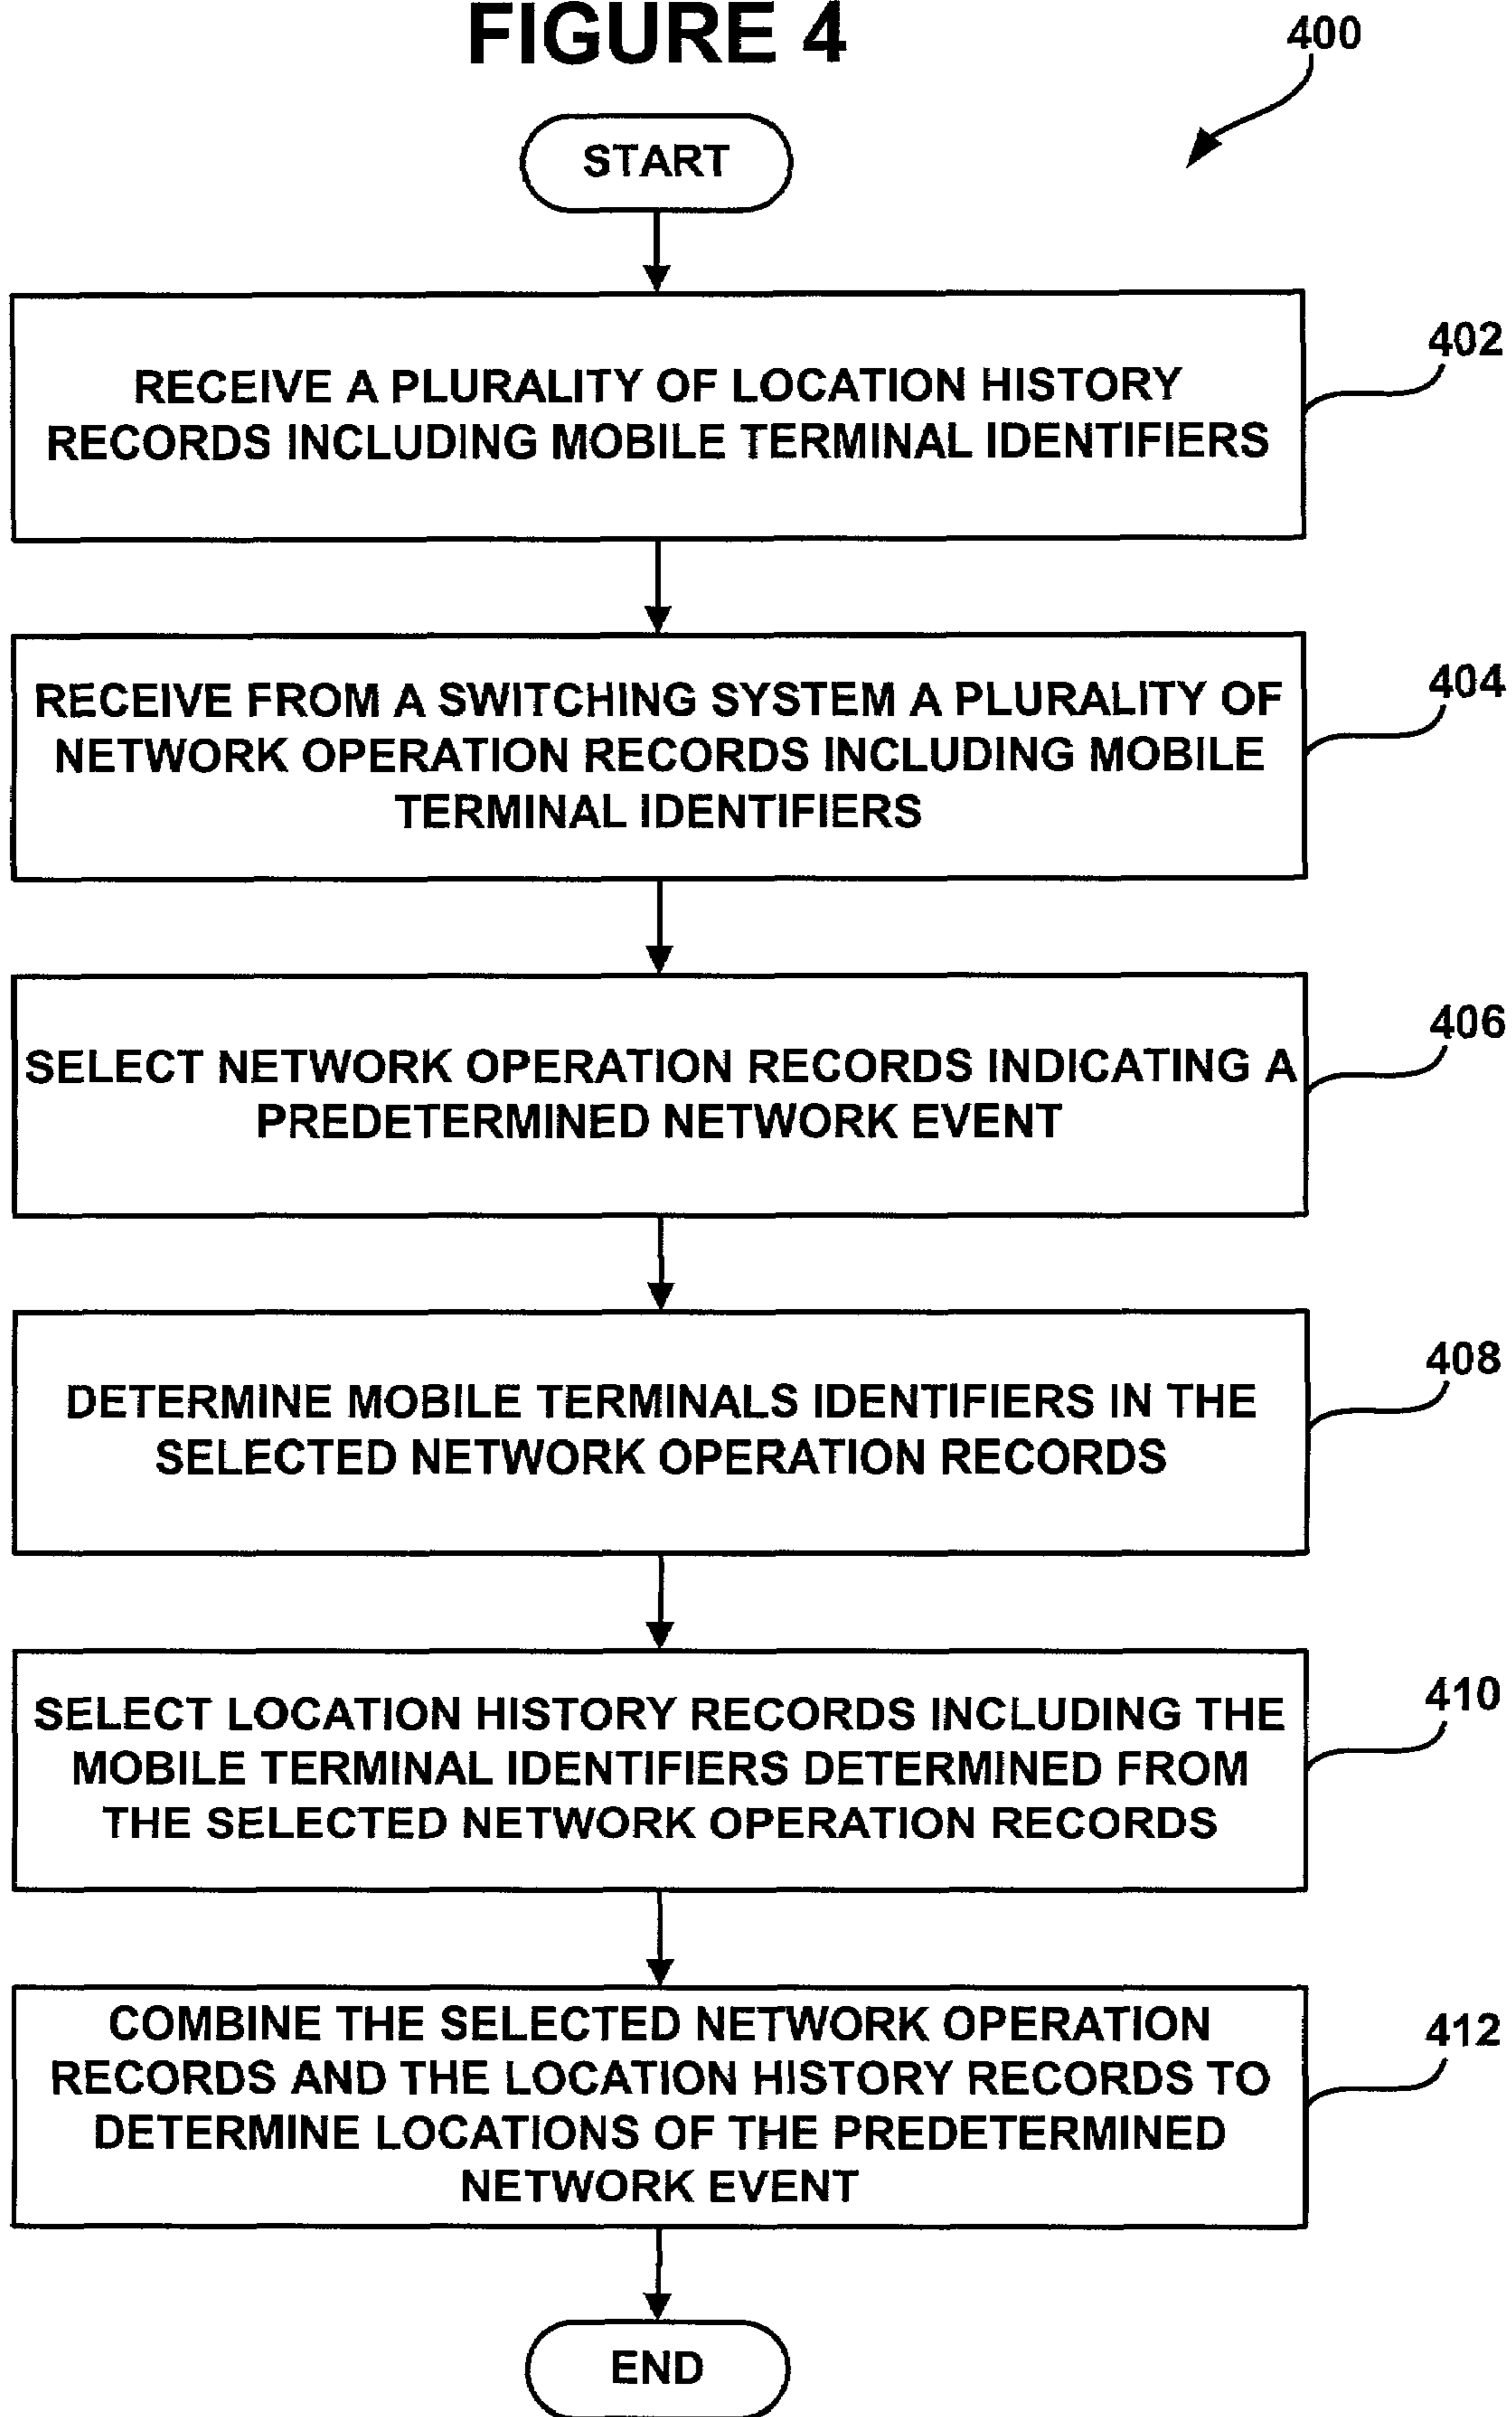 FIGURE 4
400
START
RECEIVE A PLURALITY OF LOCATION HISTORY
RECORDS INCLUDING MOBILE TERMINAL IDENTIFIERS
402
RECEIVE FROM A SWITCHING SYSTEM A PLURALITY OF
NETWORK OPERATION RECORDS INCLUDING MOBILE
TERMINAL IDENTIFIERS
404
SELECT NETWORK OPERATION RECORDS INDICATING A
PREDETERMINED NETWORK EVENT
406
DETERMINE MOBILE TERMINALS IDENTIFIERS IN THE
SELECTED NETWORK OPERATION RECORDS
408
SELECT LOCATION HISTORY RECORDS INCLUDING THE
MOBILE TERMINAL IDENTIFIERS DETERMINED FROM
THE SELECTED NETWORK OPERATION RECORDS
410
COMBINE THE SELECTED NETWORK OPERATION
RECORDS AND THE LOCATION HISTORY RECORDS TO
DETERMINE LOCATIONS OF THE PREDETERMINED
NETWORK EVENT
412
END